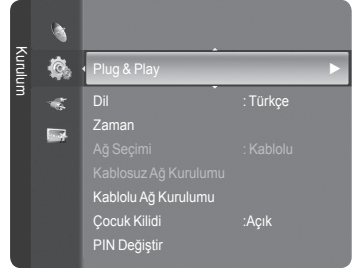 Kurulum
Plug & Play
Dil : Türkçe
Zaman
Ağ Seçimi : Kablolu
Kablosuz Ağ Kurulumu
Kablolu Ağ Kurulumu
Çocuk Kilidi :Açık
PIN Değiştir